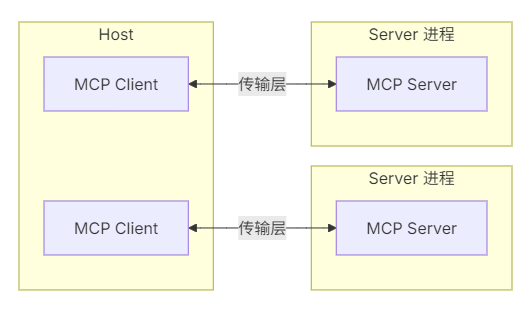 Host
MCP Client
传输层
Server 进程
MCP Server
MCP Client
传输层
Server 进程
MCP Server